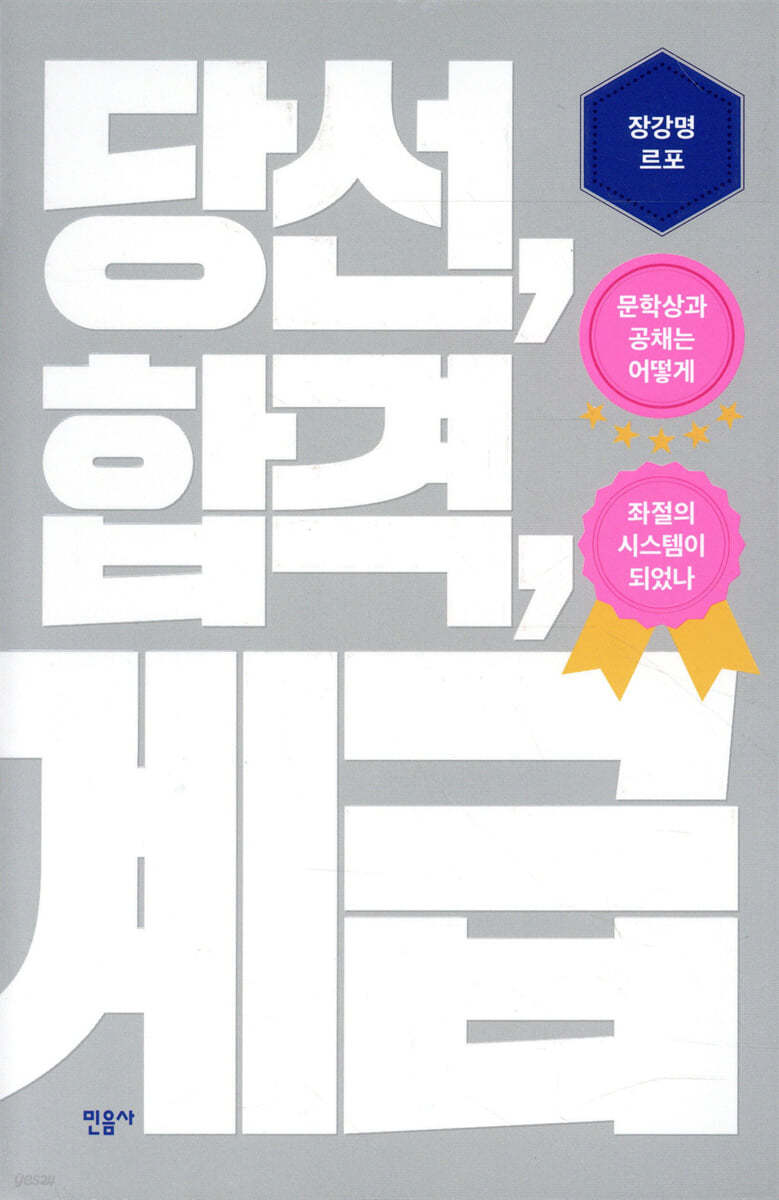 당선,
합격,
계급
장강명
르포
문학상과
공채는
어떻게
좌절의
시스템이
되었나
민음사
yes24